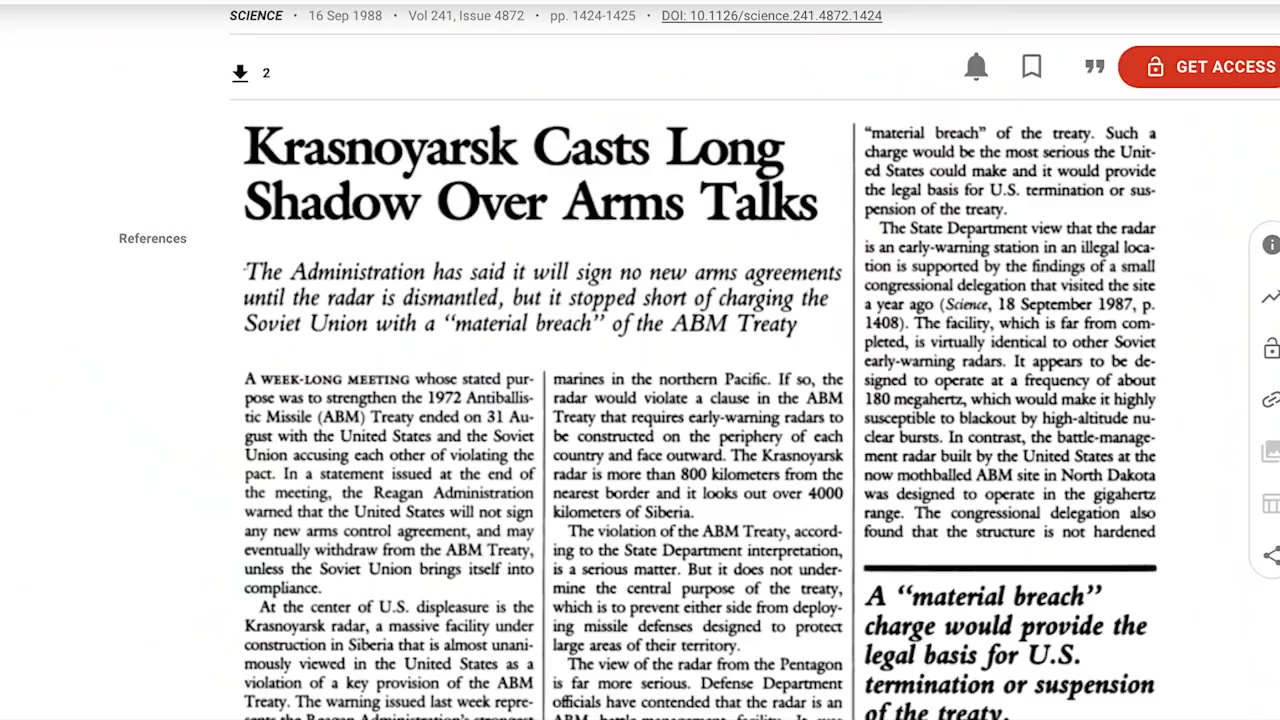 SCIENCE • 16 Sep 1988 • Vol 241, Issue 4872 • pp. 1424-1425 • DOI: 10.1126/science.241.4872.1424
2
GET ACCESS
References
Krasnoyarsk Casts Long
Shadow Over Arms Talks
The Administration has said it will sign no new arms agreements
until the radar is dismantled, but it stopped short of charging the
Soviet Union with a “material breach” of the ABM Treaty
A WEEK-LONG MEETING whose stated pur-
pose was to strengthen the 1972 Antiballis-
tic Missile (ABM) Treaty ended on 31 Au-
gust with the United States and the Soviet
Union accusing each other of violating the
pact. In a statement issued at the end of
the meeting, the Reagan Administration
warned that the United States will not sign
any new arms control agreement, and may
eventually withdraw from the ABM Treaty,
unless the Soviet Union brings itself into
compliance.
At the center of U.S. displeasure is the
Krasnoyarsk radar, a massive facility under
construction in Siberia that is almost unani-
mously viewed in the United States as a
violation of a key provision of the ABM
Treaty. The warning issued last week repre-
sents the Reagan Administration’s strongest
marines in the northern Pacific. If so, the
radar would violate a clause in the ABM
Treaty that requires early-warning radars to
be constructed on the periphery of each
country and face outward. The Krasnoyarsk
radar is more than 800 kilometers from the
nearest border and it looks out over 4000
kilometers of Siberia.
The violation of the ABM Treaty, accord-
ing to the State Department interpretation,
is a serious matter. But it does not under-
mine the central purpose of the treaty,
which is to prevent either side from deploy-
ing missile defenses designed to protect
large areas of their territory.
The view of the radar from the Pentagon
is far more serious. Defense Department
officials have contended that the radar is an
ABM battle-management facility. It was
“material breach” of the treaty. Such a
charge would be the most serious the Unit-
ed States could make and it would provide
the legal basis for U.S. termination or sus-
pension of the treaty.
The State Department view that the radar
is an early-warning station in an illegal loca-
tion is supported by the findings of a small
congressional delegation that visited the site
a year ago (Science, 18 September 1987, p.
1408). The facility, which is far from com-
pleted, is virtually identical to other Soviet
early-warning radars. It appears to be de-
signed to operate at a frequency of about
180 megahertz, which would make it highly
susceptible to blackout by high-altitude nu-
clear bursts. In contrast, the battle-manage-
ment radar built by the United States at the
now mothballed ABM site in North Dakota
was designed to operate in the gigahertz
range. The congressional delegation also
found that the structure is not hardened
A “material breach”
charge would provide the
legal basis for U.S.
termination or suspension
of the treaty.